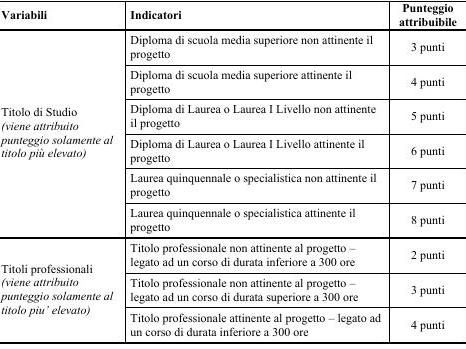 Variabili
Indicatori
Punteggio
attribuibile
Titolo di Studio
(viene attribuito
punteggio solamente al
titolo più elevato)
Diploma di scuola media superiore non attinente il
progetto
3 punti
Diploma di scuola media superiore attinente il
progetto
4 punti
Diploma di Laurea o Laurea I Livello non attinente
il progetto
5 punti
Diploma di Laurea o Laurea I Livello attinente il
progetto
6 punti
Laurea quinquennale o specialistica non attinente il
progetto
7 punti
Laurea quinquennale o specialistica attinente il
progetto
8 punti
Titoli professionali
(viene attribuito
punteggio solamente al
titolo piu’ elevato)
Titolo professionale non attinente al progetto –
legato ad un corso di durata inferiore a 300 ore
2 punti
Titolo professionale non attinente al progetto –
legato ad un corso di durata superiore a 300 ore
3 punti
Titolo professionale attinente al progetto – legato ad
un corso di durata inferiore a 300 ore
4 punti